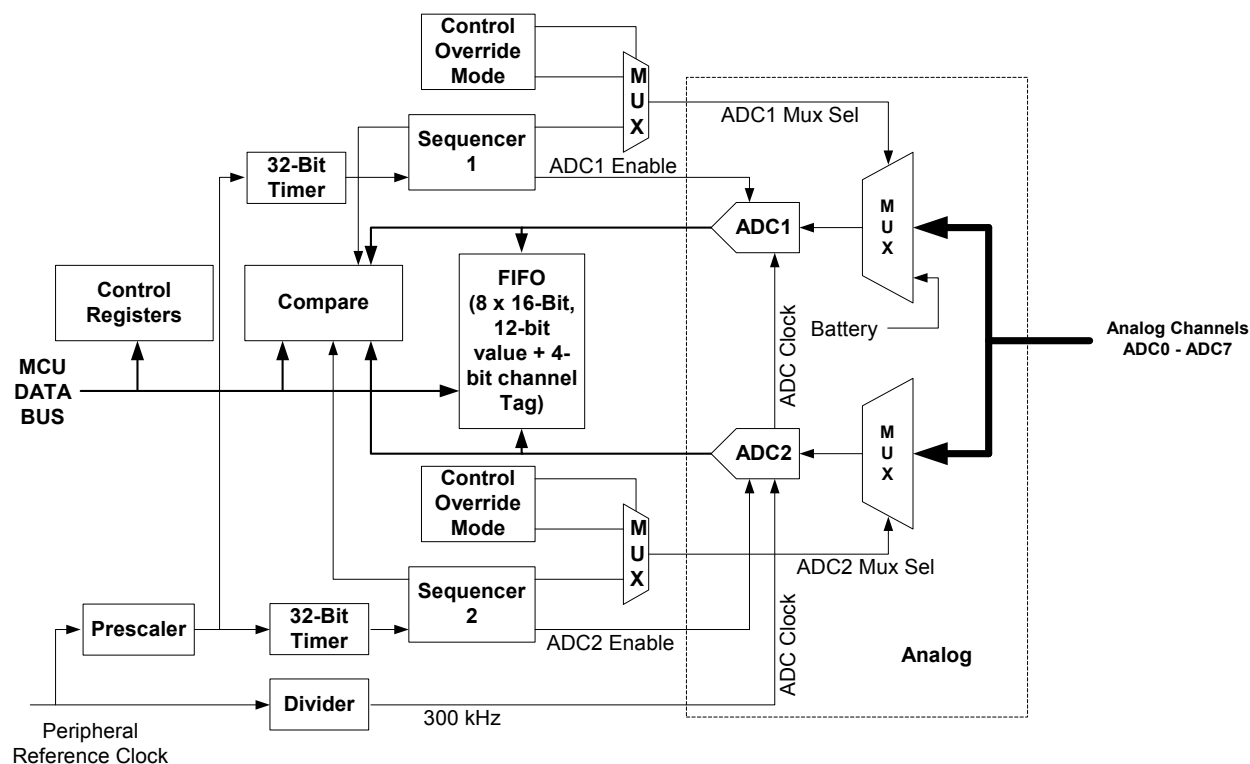 Control
Override
Mode
M
U
X
ADC1 Mux Sel
Sequencer
1
32-Bit
Timer
ADC1 Enable
M
U
X
ADC1
FIFO
(8 x 16-Bit,
12-bit
value + 4-
bit channel
Tag)
Control
Registers
Compare
Battery
ADC Clock
Analog Channels
ADC0 - ADC7
MCU
DATA
BUS
M
U
X
ADC2
Control
Override
Mode
M
U
X
ADC2 Mux Sel
Sequencer
2
Prescaler
32-Bit
Timer
ADC2 Enable
ADC Clock
Analog
Divider
300 kHz
Peripheral
Reference Clock